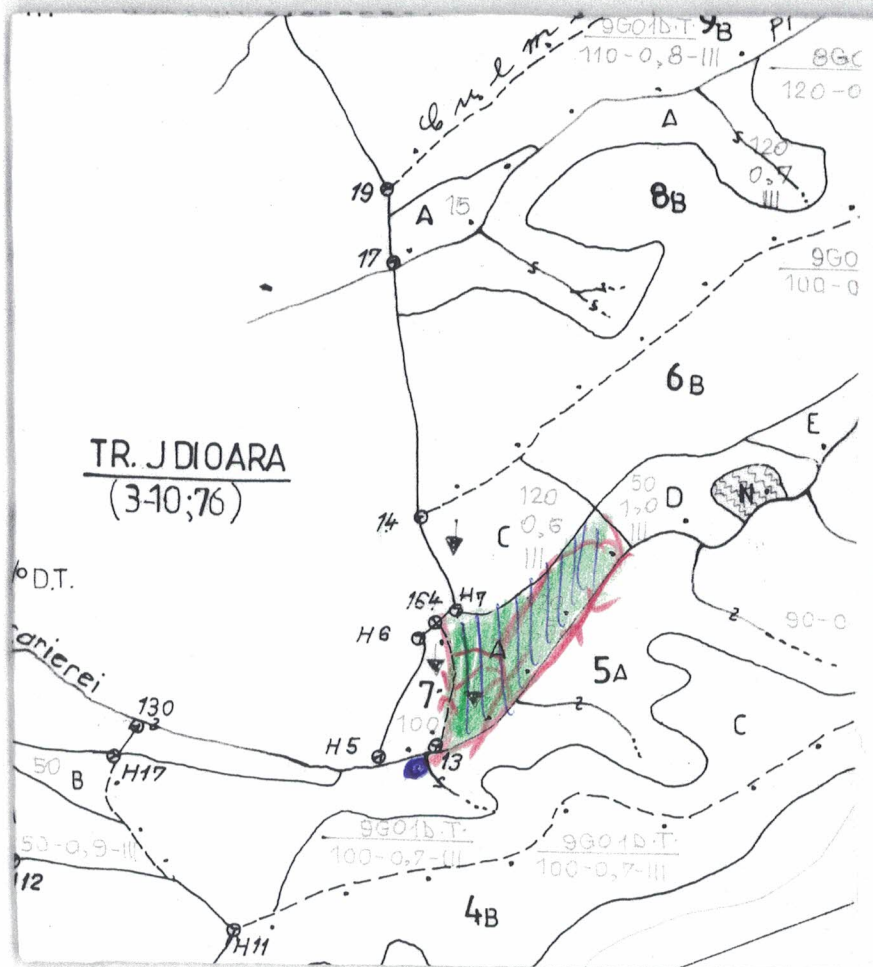 9GO1D.T.
110-0,8-III
9B
P1
8GO
120-0
culme
A
120
0,7
III
19
A 15
8B
17
9GO
100-0
6B
TR. JDIOARA
(3-10;76)
E
50
1,0
III
D
N
120
0,6
III
C
14
D.T.
164
H7
H6
90-0
arierei
A
5A
7
C
130
100
H5
13
H17
50
B
9GO1D.T.
100-0,7-III
9GO1D.T.
100-0,7-III
50-0,9-III
112
4B
H11